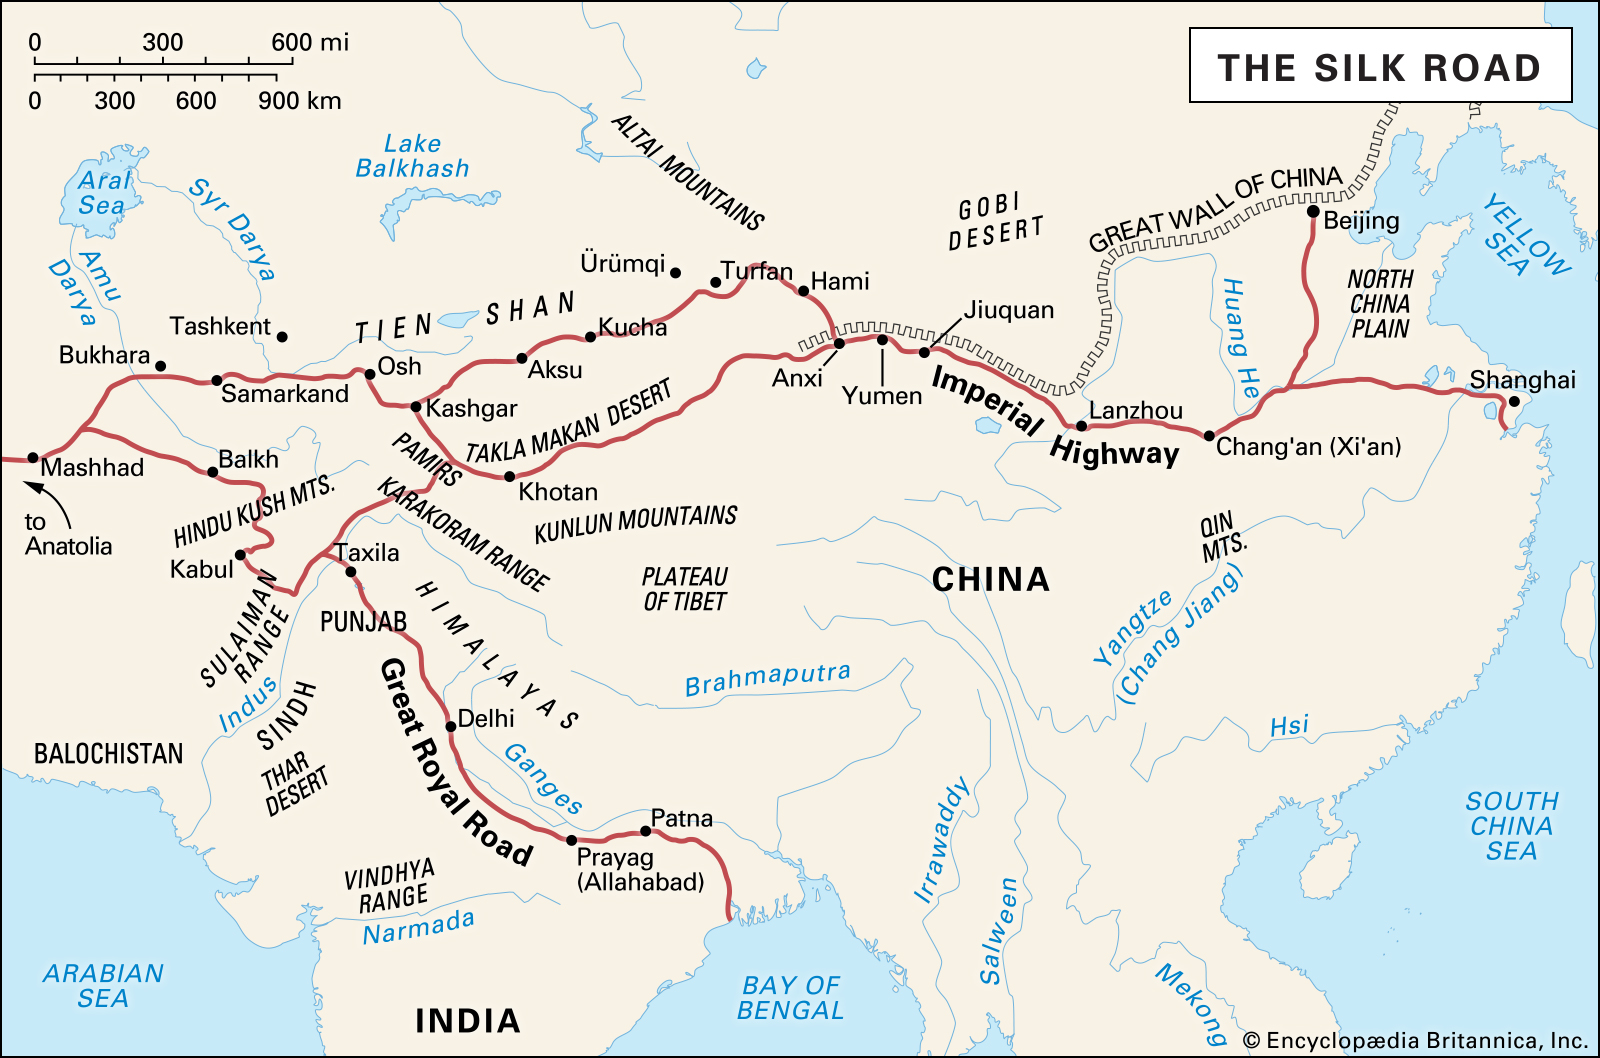 0 300 600 mi
0 300 600 900 km
THE SILK ROAD
Lake
Balkhash
ALTAI MOUNTAINS
Aral
Sea
Syr Darya
GOBI
DESERT
GREAT WALL OF CHINA
Beijing
YELLOW
SEA
Amu
Darya
Ürümqi
Turfan
Hami
Huang He
NORTH
CHINA
PLAIN
Tashkent
TIEN SHAN
Kucha
Jiuquan
Bukhara
Osh
Aksu
Anxi
Yumen
Imperial
Highway
Shanghai
Samarkand
Kashgar
TAKLA MAKAN DESERT
Lanzhou
Chang'an (Xi'an)
Mashhad
Balkh
PAMIRS
Khotan
to
Anatolia
HINDU KUSH MTS.
KARAKORAM RANGE
KUNLUN MOUNTAINS
QIN
MTS.
Kabul
Taxila
PLATEAU
OF TIBET
CHINA
SULAIMAN
RANGE
PUNJAB
HIMALAYAS
Yangtze
(Chang Jiang)
Indus
SINDH
Great Royal Road
Delhi
Brahmaputra
Hsi
BALOCHISTAN
THAR
DESERT
Ganges
Patna
Prayag
(Allahabad)
Irrawaddy
SOUTH
CHINA
SEA
VINDHYA
RANGE
Narmada
Salween
ARABIAN
SEA
BAY OF
BENGAL
Mekong
INDIA
© Encyclopædia Britannica, Inc.